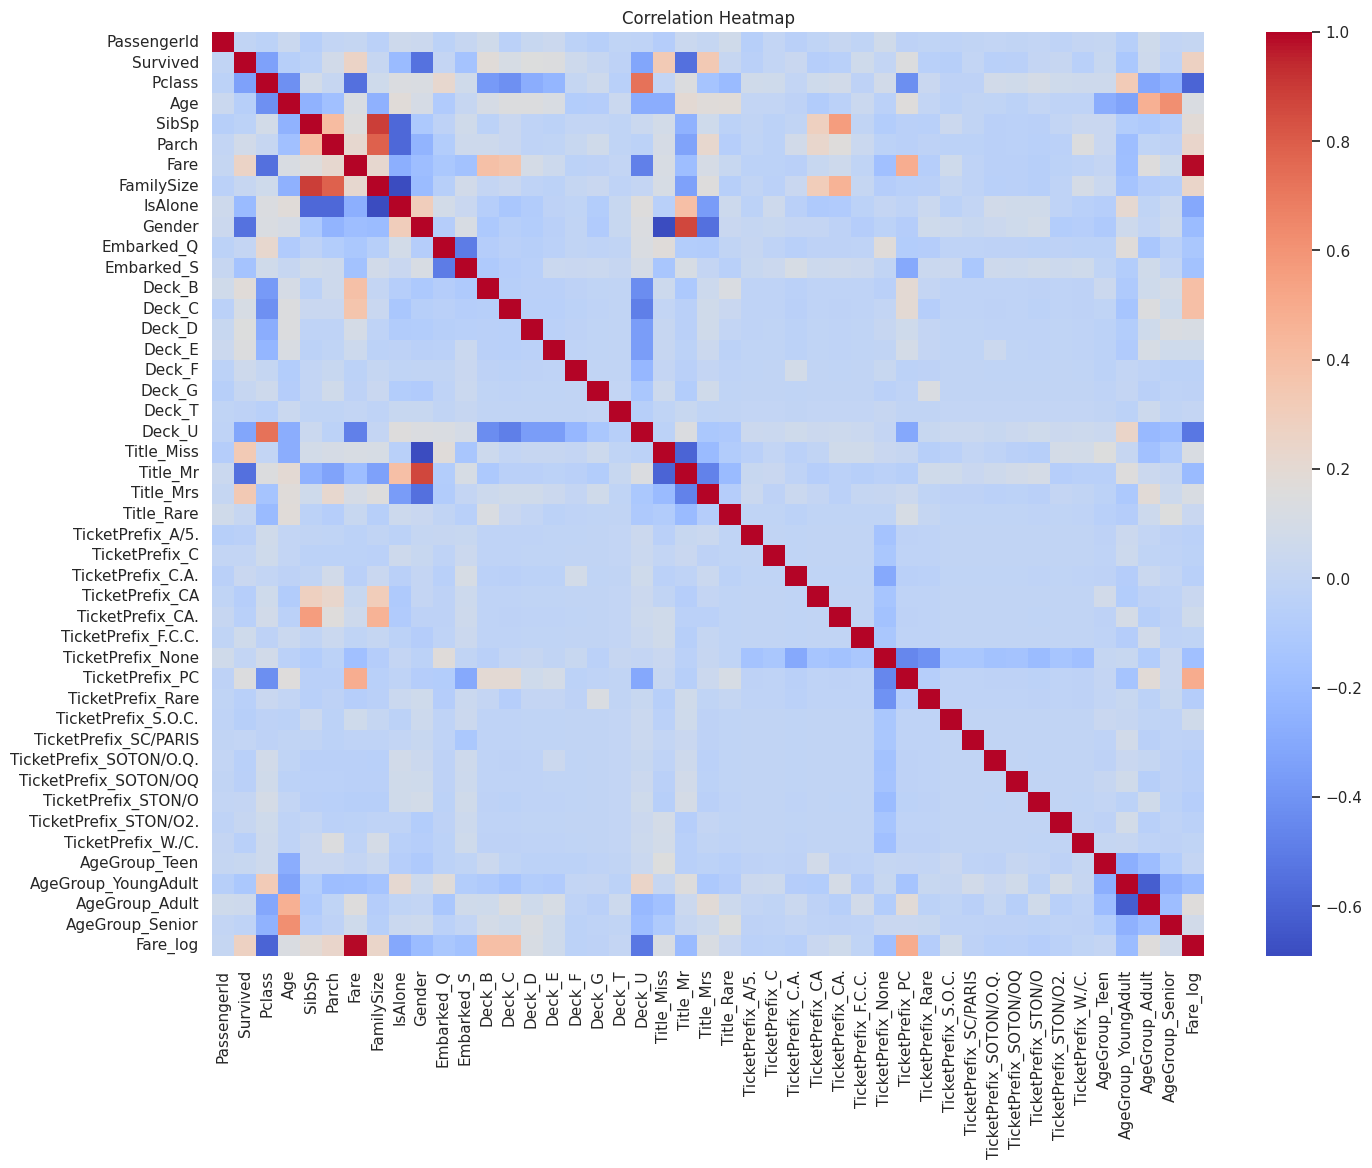 Correlation Heatmap
PassengerId
Survived
Pclass
Age
SibSp
Parch
Fare
FamilySize
IsAlone
Gender
Embarked_Q
Embarked_S
Deck_B
Deck_C
Deck_D
Deck_E
Deck_F
Deck_G
Deck_T
Deck_U
Title_Miss
Title_Mr
Title_Mrs
Title_Rare
TicketPrefix_A/5.
TicketPrefix_C
TicketPrefix_C.A.
TicketPrefix_CA
TicketPrefix_CA.
TicketPrefix_F.C.C.
TicketPrefix_None
TicketPrefix_PC
TicketPrefix_Rare
TicketPrefix_S.O.C.
TicketPrefix_SC/PARIS
TicketPrefix_SOTON/O.Q.
TicketPrefix_SOTON/OQ
TicketPrefix_STON/O
TicketPrefix_STON/O2.
TicketPrefix_W./C.
AgeGroup_Teen
AgeGroup_YoungAdult
AgeGroup_Adult
AgeGroup_Senior
Fare_log
PassengerId
Survived
Pclass
Age
SibSp
Parch
Fare
FamilySize
IsAlone
Gender
Embarked_Q
Embarked_S
Deck_B
Deck_C
Deck_D
Deck_E
Deck_F
Deck_G
Deck_T
Deck_U
Title_Miss
Title_Mr
Title_Mrs
Title_Rare
TicketPrefix_A/5.
TicketPrefix_C
TicketPrefix_C.A.
TicketPrefix_CA
TicketPrefix_CA.
TicketPrefix_F.C.C.
TicketPrefix_None
TicketPrefix_PC
TicketPrefix_Rare
TicketPrefix_S.O.C.
TicketPrefix_SC/PARIS
TicketPrefix_SOTON/O.Q.
TicketPrefix_SOTON/OQ
TicketPrefix_STON/O
TicketPrefix_STON/O2.
TicketPrefix_W./C.
AgeGroup_Teen
AgeGroup_YoungAdult
AgeGroup_Adult
AgeGroup_Senior
Fare_log
1.0
0.8
0.6
0.4
0.2
0.0
−0.2
−0.4
−0.6